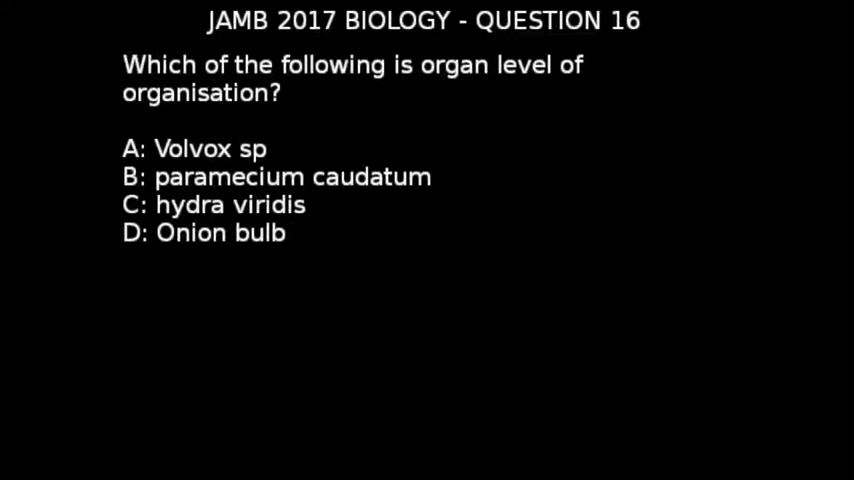 JAMB 2017 BIOLOGY - QUESTION 16
Which of the following is organ level of
organisation?
A: Volvox sp
B: paramecium caudatum
C: hydra viridis
D: Onion bulb